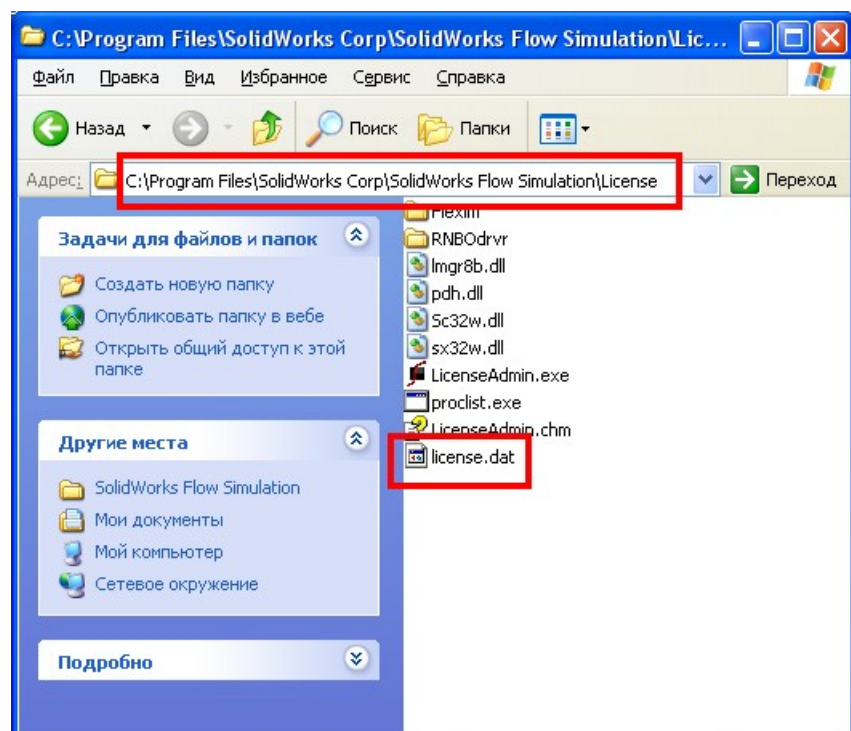 C:\Program Files\SolidWorks Corp\SolidWorks Flow Simulation\Lic...
Файл Правка Вид Избранное Сервис Справка
Назад Поиск Папки
Адрес: C:\Program Files\SolidWorks Corp\SolidWorks Flow Simulation\License Переход
Задачи для файлов и папок
Создать новую папку
Опубликовать папку в вебе
Открыть общий доступ к этой
папке
Другие места
SolidWorks Flow Simulation
Мои документы
Мой компьютер
Сетевое окружение
Подробно
Flexlm
RNBOdrvr
lmgr8b.dll
pdh.dll
Sc32w.dll
sx32w.dll
LicenseAdmin.exe
proclist.exe
LicenseAdmin.chm
license.dat